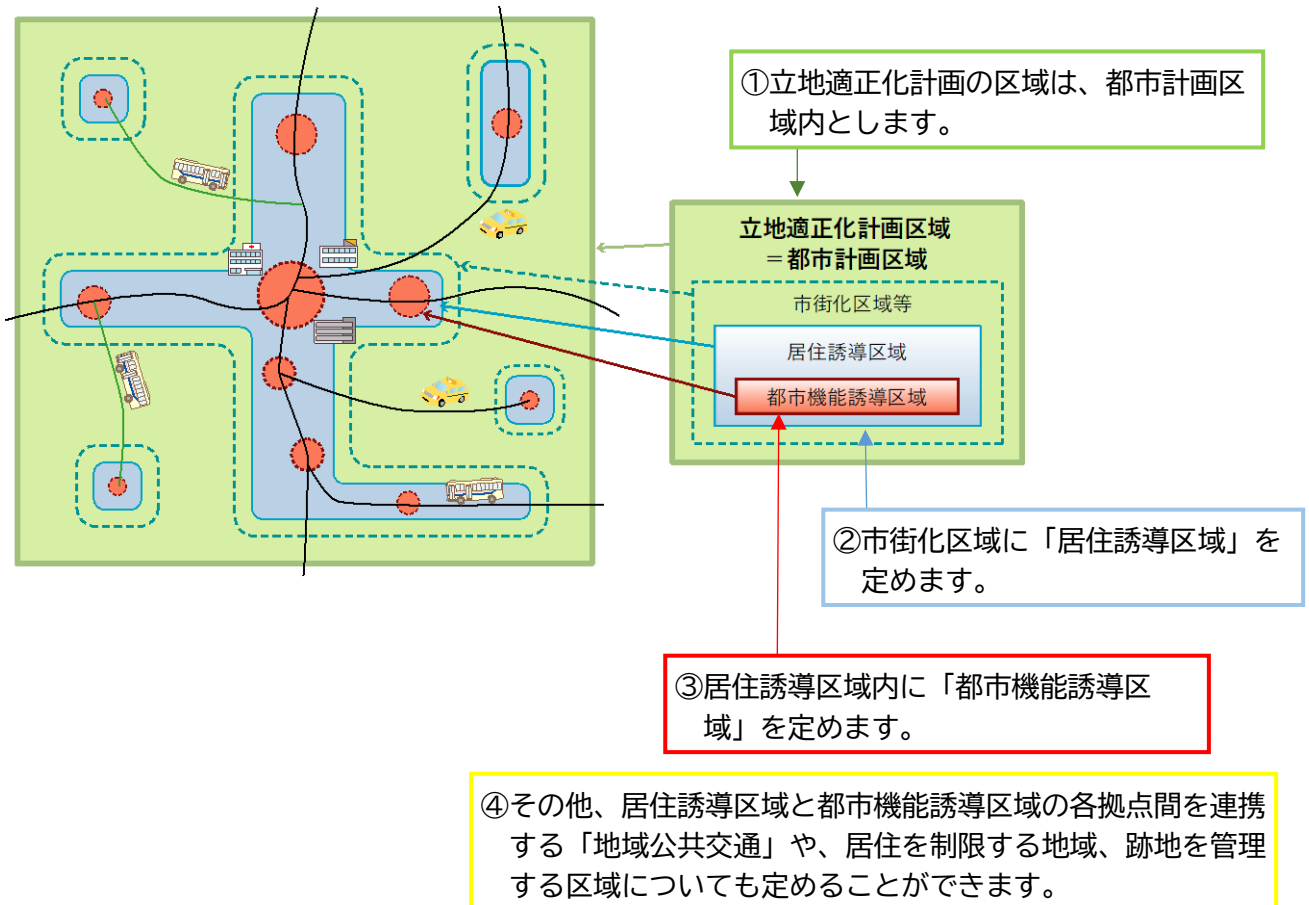 ①立地適正化計画の区域は、都市計画区
域内とします。
立地適正化計画区域
＝都市計画区域
市街化区域等
居住誘導区域
都市機能誘導区域
②市街化区域に「居住誘導区域」を
定めます。
③居住誘導区域内に「都市機能誘導区
域」を定めます。
④その他、居住誘導区域と都市機能誘導区域の各拠点間を連携
する「地域公共交通」や、居住を制限する地域、跡地を管理
する区域についても定めることができます。